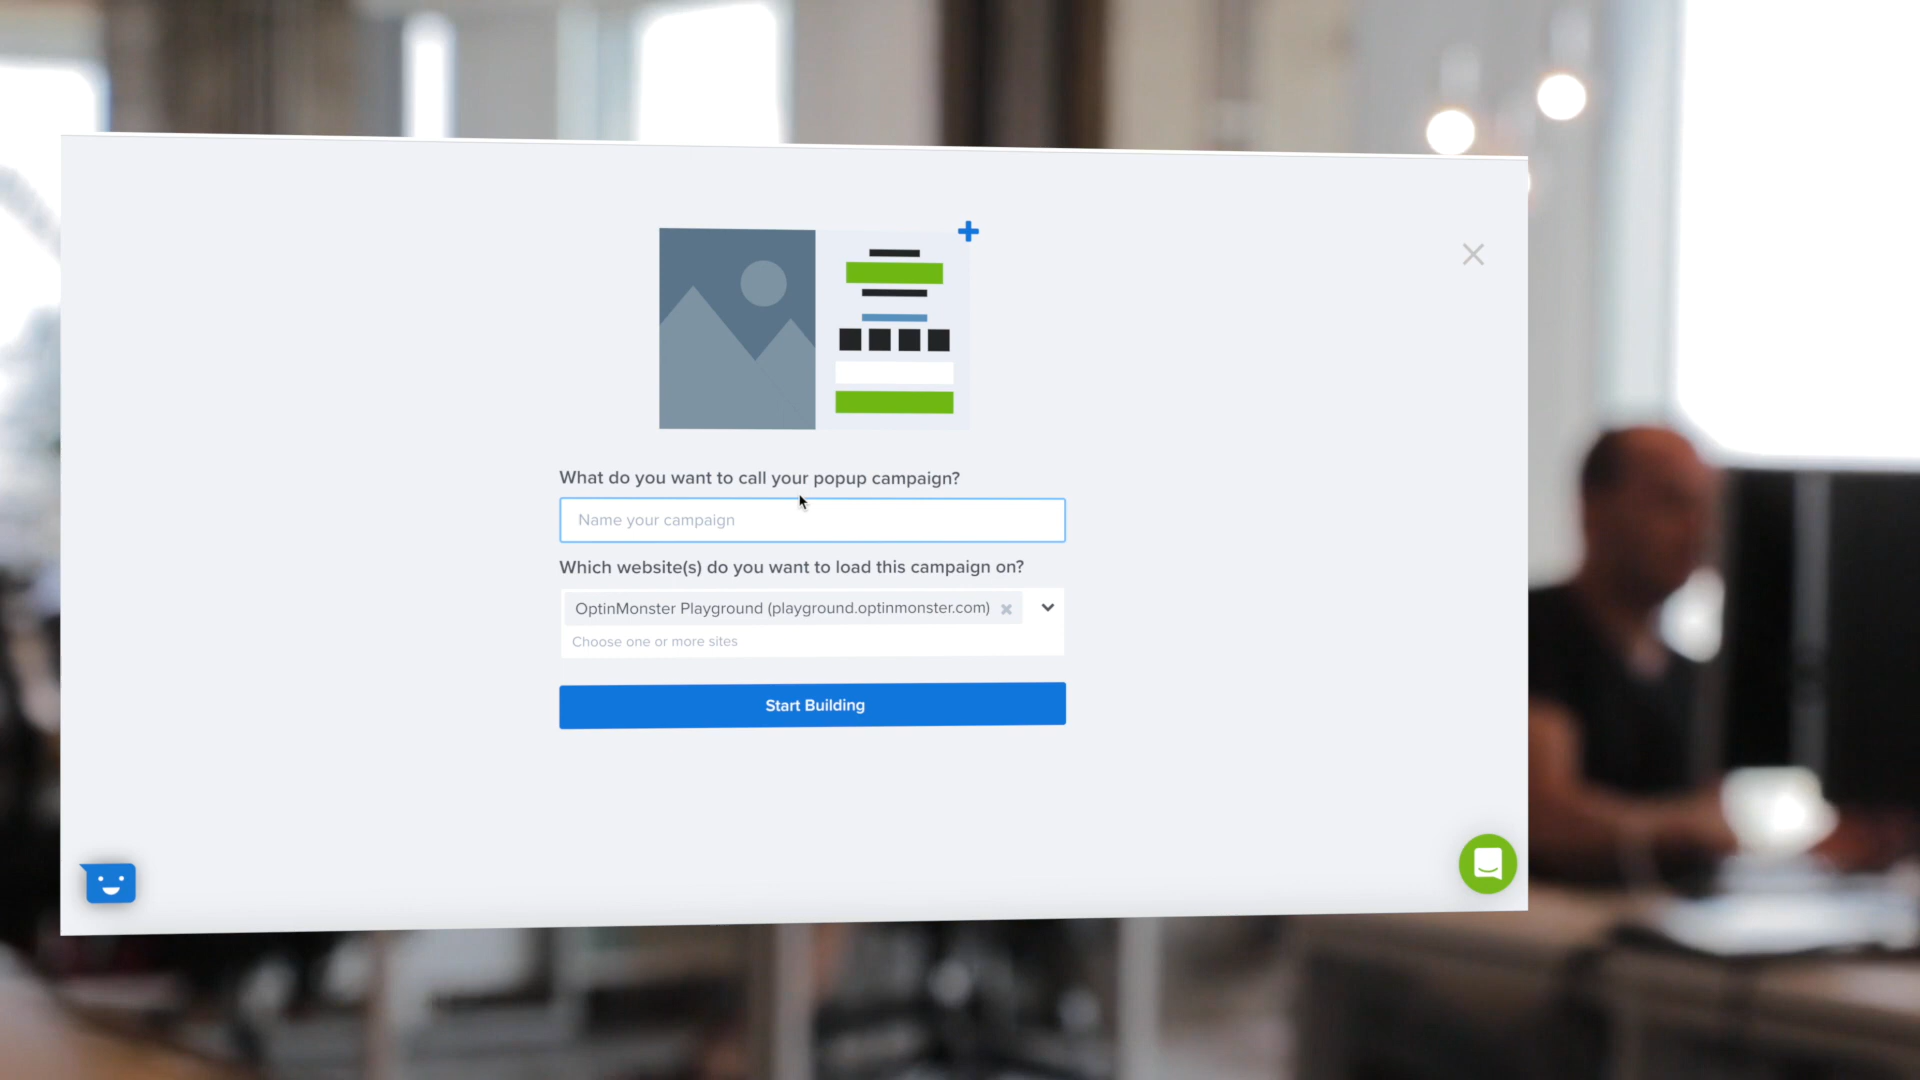 What do you want to call your popup campaign?
Name your campaign
Which website(s) do you want to load this campaign on?
OptinMonster Playground (playground.optinmonster.com)
Choose one or more sites
Start Building